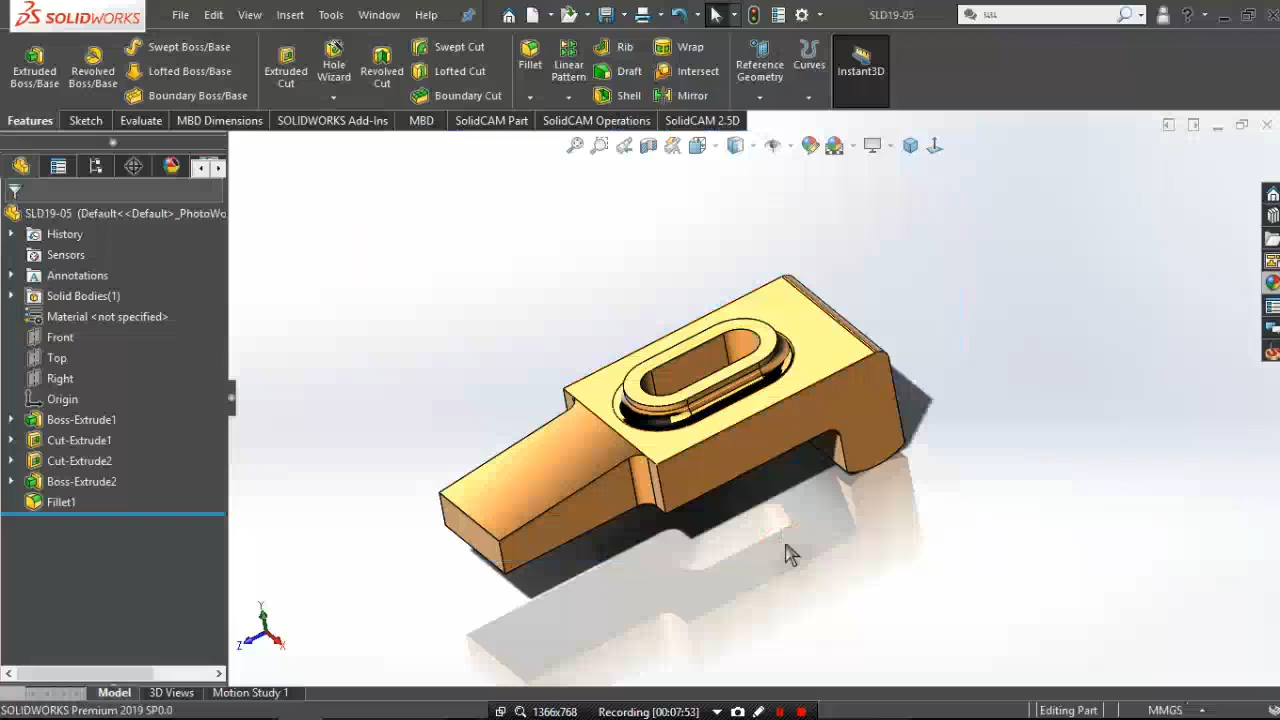 SOLIDWORKS File Edit View Insert Tools Window Help SLD19-05
Extruded Boss/Base
Revolved Boss/Base
Swept Boss/Base
Lofted Boss/Base
Boundary Boss/Base
Extruded Cut
Hole Wizard
Revolved Cut
Swept Cut
Lofted Cut
Boundary Cut
Fillet
Linear Pattern
Rib
Draft
Shell
Wrap
Intersect
Mirror
Reference Geometry
Curves
Instant3D
Features Sketch Evaluate MBD Dimensions SOLIDWORKS Add-Ins MBD SolidCAM Part SolidCAM Operations SolidCAM 2.5D
SLD19-05 (Default<<Default>_PhotoWo
History
Sensors
Annotations
Solid Bodies(1)
Material <not specified>
Front
Top
Right
Origin
Boss-Extrude1
Cut-Extrude1
Cut-Extrude2
Boss-Extrude2
Fillet1
Y
Z
X
Model 3D Views Motion Study 1
SOLIDWORKS Premium 2019 SP0.0
1366x768 Recording [00:07:53]
Editing Part MMGS